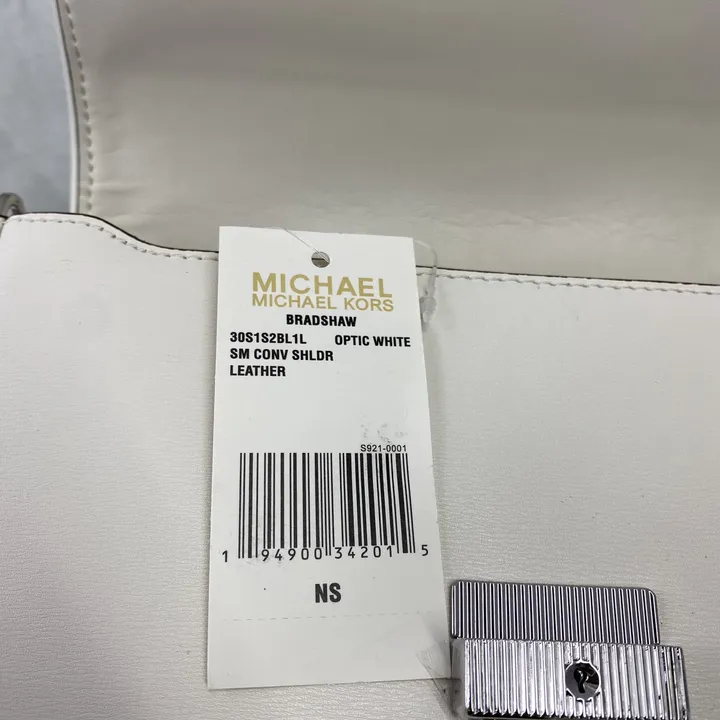 MICHAEL
MICHAEL KORS
BRADSHAW
30S1S2BL1L OPTIC WHITE
SM CONV SHLDR
LEATHER
S921-0001
1 94900 34201 5
NS